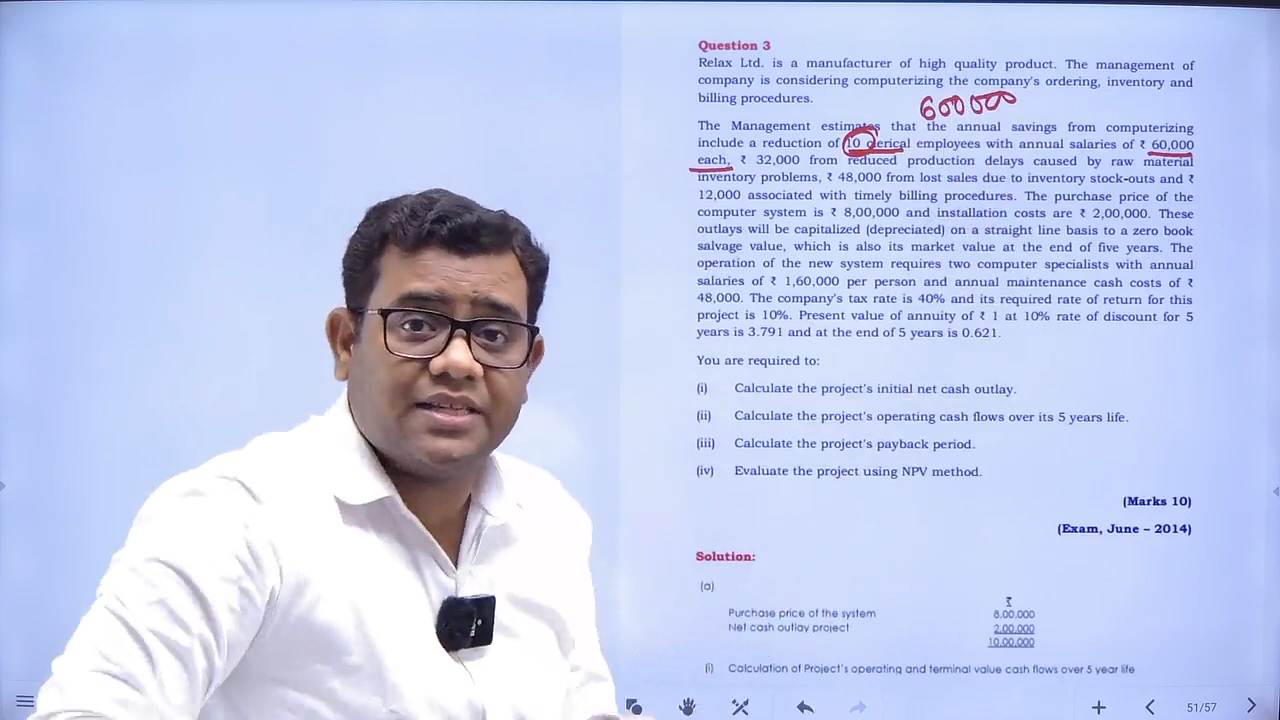 Question 3
Relax Ltd. is a manufacturer of high quality product. The management of
company is considering computerizing the company's ordering, inventory and
billing procedures.
600000
The Management estimates that the annual savings from computerizing
include a reduction of 10 clerical employees with annual salaries of ₹ 60,000
each, ₹ 32,000 from reduced production delays caused by raw material
inventory problems, ₹ 48,000 from lost sales due to inventory stock-outs and ₹
12,000 associated with timely billing procedures. The purchase price of the
computer system is ₹ 8,00,000 and installation costs are ₹ 2,00,000. These
outlays will be capitalized (depreciated) on a straight line basis to a zero book
salvage value, which is also its market value at the end of five years. The
operation of the new system requires two computer specialists with annual
salaries of ₹ 1,60,000 per person and annual maintenance cash costs of ₹
48,000. The company's tax rate is 40% and its required rate of return for this
project is 10%. Present value of annuity of ₹ 1 at 10% rate of discount for 5
years is 3.791 and at the end of 5 years is 0.621.
You are required to:
(i) Calculate the project's initial net cash outlay.
(ii) Calculate the project's operating cash flows over its 5 years life.
(iii) Calculate the project's payback period.
(iv) Evaluate the project using NPV method.
(Marks 10)
(Exam, June – 2014)
Solution:
(a)
₹
Purchase price of the system 8,00,000
Net cash outlay project 2,00,000
10,00,000
(i) Calculation of Project's operating and terminal value cash flows over 5 year life
51/57